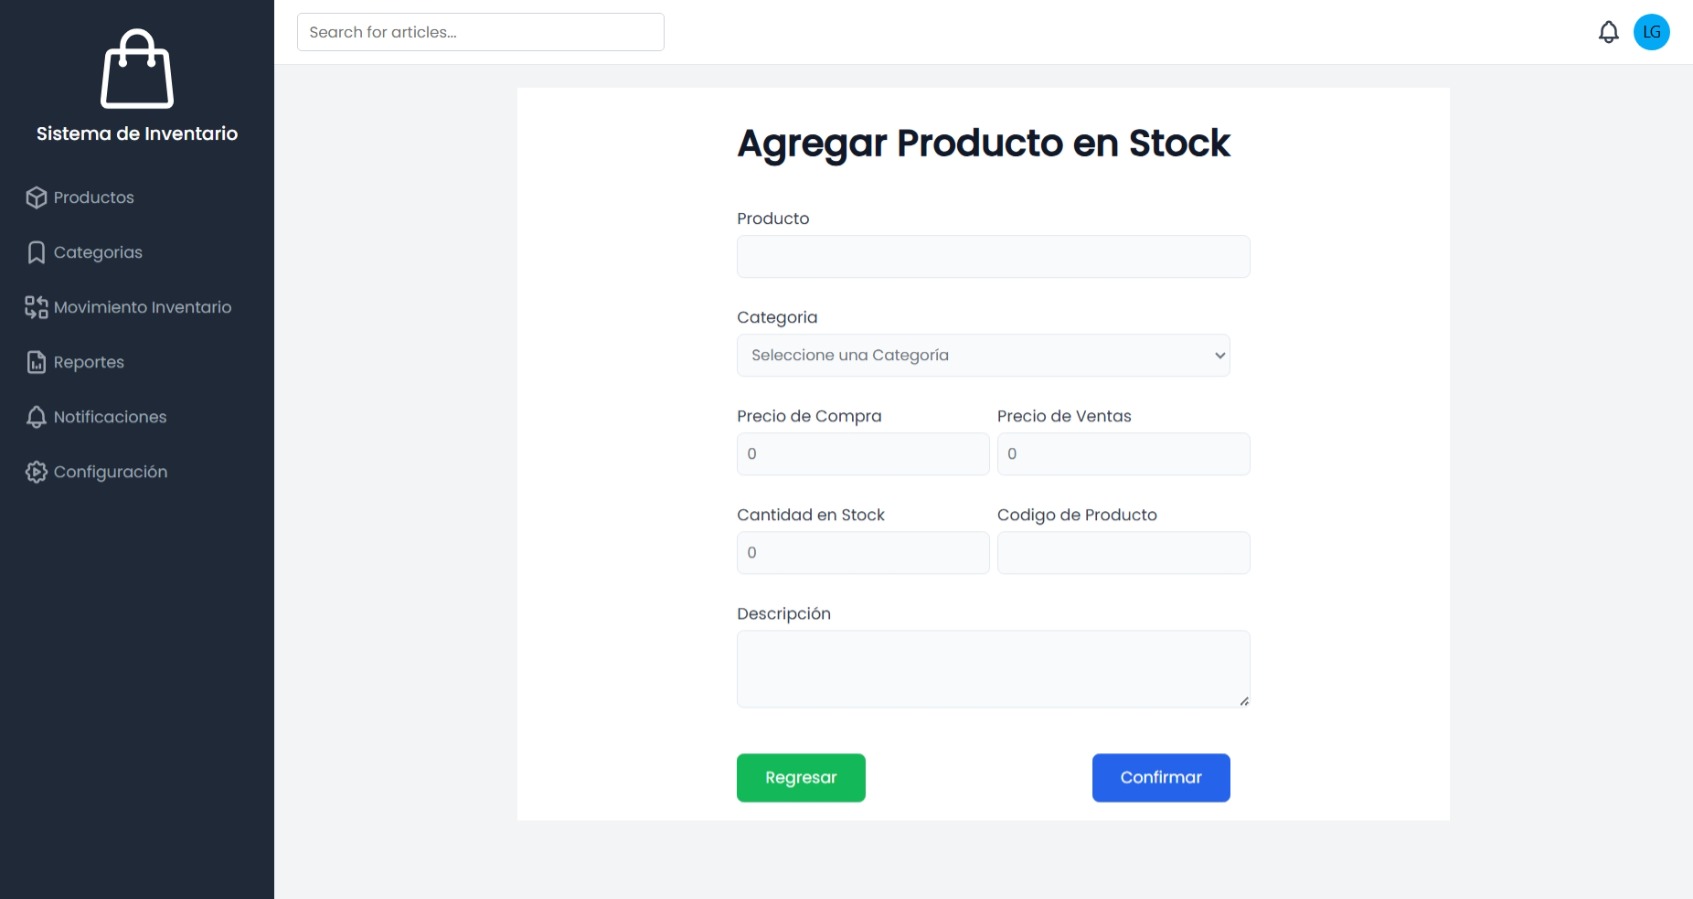 Sistema de Inventario
Productos
Categorias
Movimiento Inventario
Reportes
Notificaciones
Configuración
Search for articles...
LG
Agregar Producto en Stock
Producto
Categoria
Seleccione una Categoría
Precio de Compra Precio de Ventas
0 0
Cantidad en Stock Codigo de Producto
0
Descripción
Regresar Confirmar